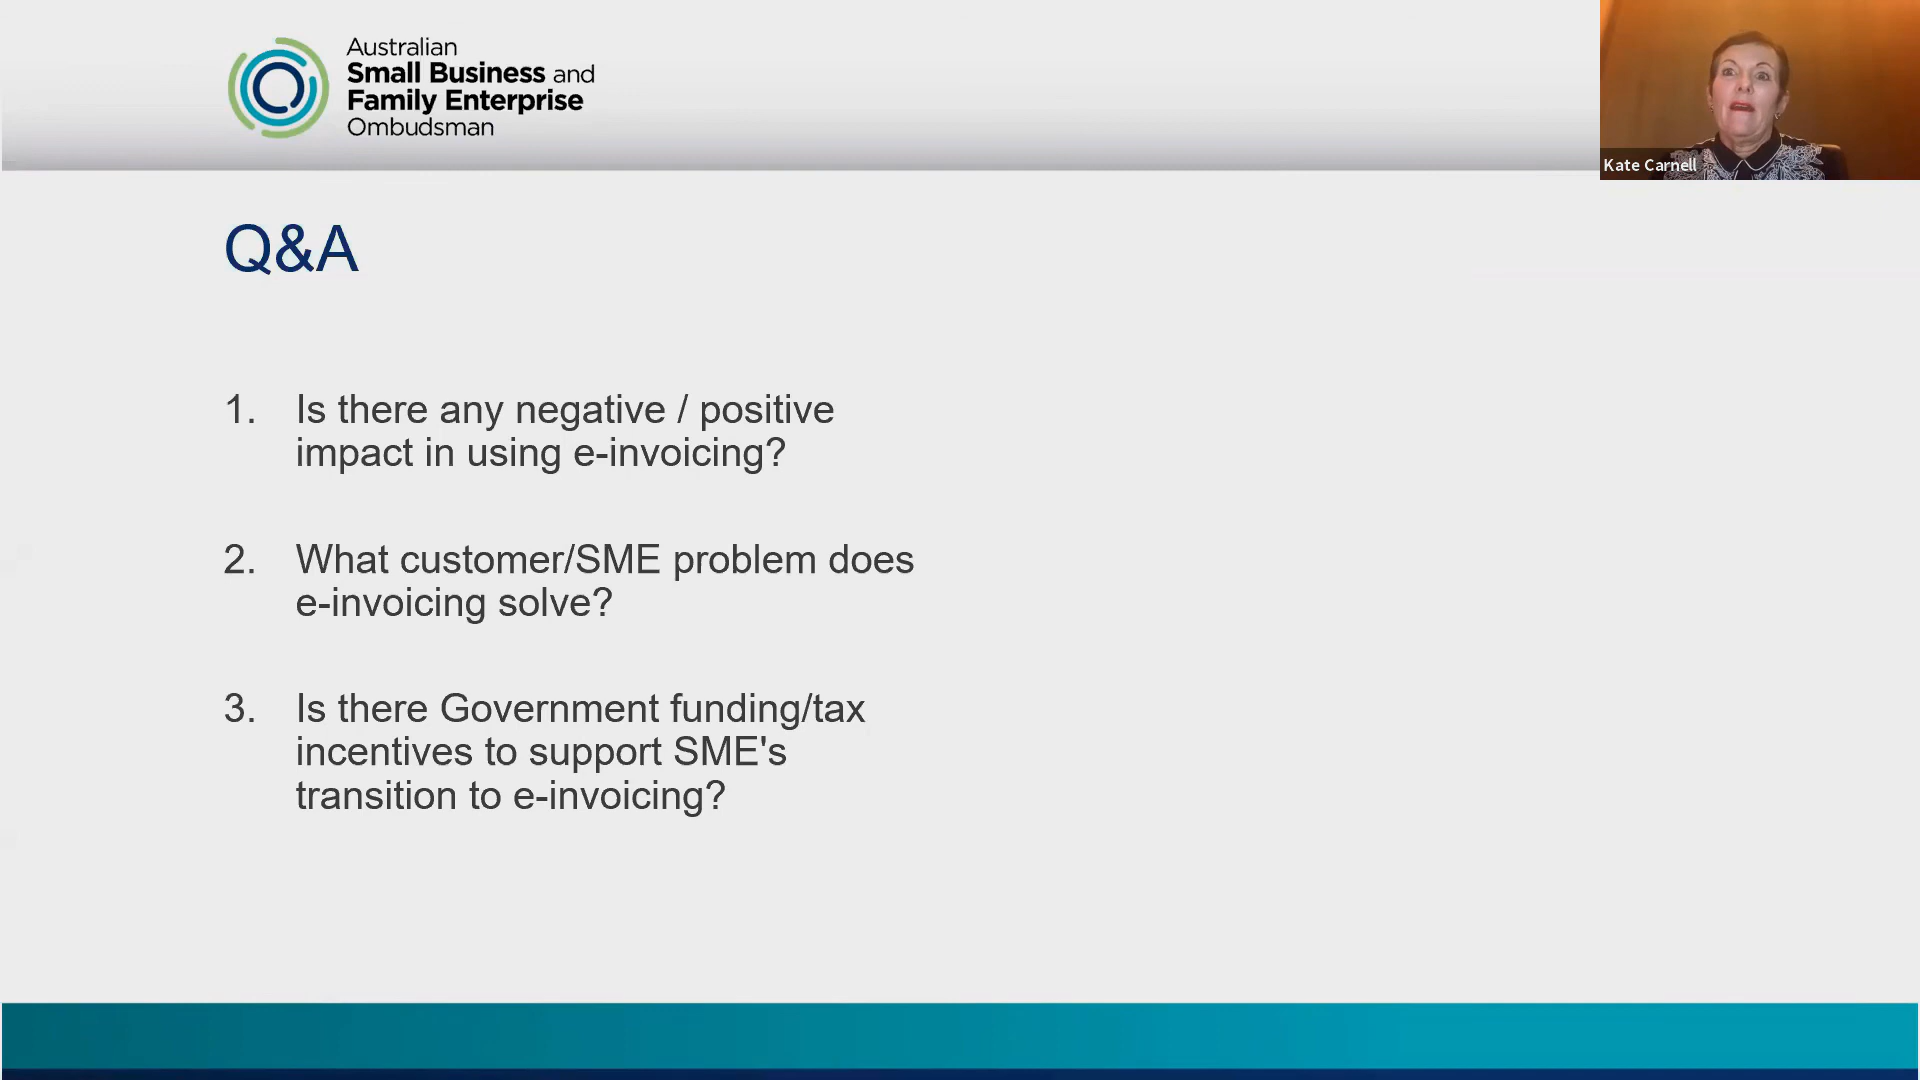 Australian
Small Business and
Family Enterprise
Ombudsman
Kate Carnell
Q&A
1. Is there any negative / positive
impact in using e-invoicing?
2. What customer/SME problem does
e-invoicing solve?
3. Is there Government funding/tax
incentives to support SME's
transition to e-invoicing?